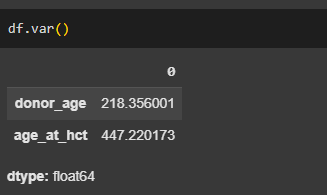 df.var()
0
donor_age 218.356001
age_at_hct 447.220173
dtype: float64